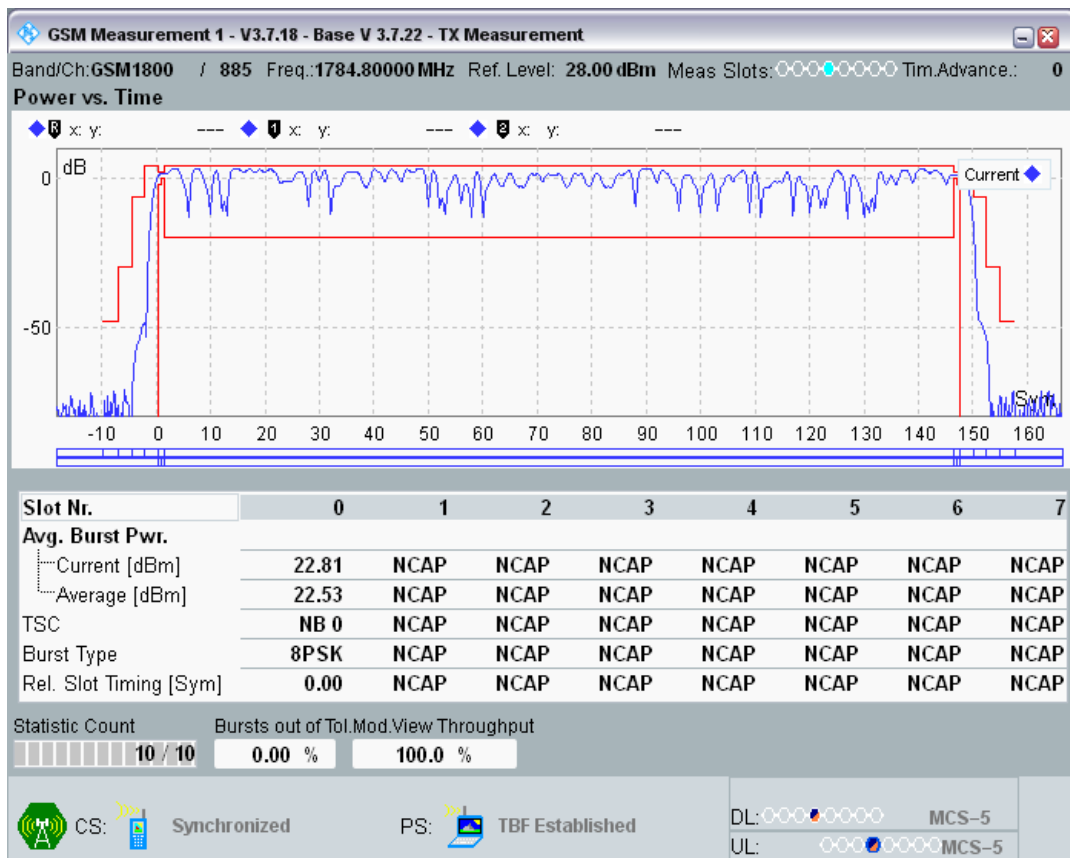 GSM Measurement 1 - V3.7.18 - Base V 3.7.22 - TX Measurement
Band/Ch:GSM1800 / 885 Freq.:1784.80000 MHz Ref. Level: 28.00 dBm Meas Slots: Tim.Advance.: 0
Power vs. Time
R x: y: --- 1 x: y: --- 2 x: y: ---
dB
Current
0
-50
Sym
-10 0 10 20 30 40 50 60 70 80 90 100 110 120 130 140 150 160
Slot Nr. 0 1 2 3 4 5 6 7
Avg. Burst Pwr.
Current [dBm] 22.81 NCAP NCAP NCAP NCAP NCAP NCAP NCAP
Average [dBm] 22.53 NCAP NCAP NCAP NCAP NCAP NCAP NCAP
TSC NB 0 NCAP NCAP NCAP NCAP NCAP NCAP NCAP
Burst Type 8PSK NCAP NCAP NCAP NCAP NCAP NCAP NCAP
Rel. Slot Timing [Sym] 0.00 NCAP NCAP NCAP NCAP NCAP NCAP NCAP
Statistic Count Bursts out of Tol.Mod.View Throughput
10 / 10 0.00 % 100.0 %
CS: Synchronized PS: TBF Established
DL: MCS-5
UL: MCS-5